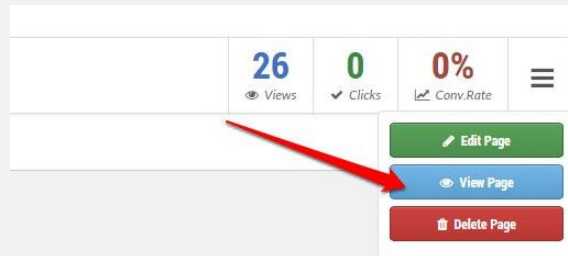 26 0 0%
Views Clicks Conv.Rate
Edit Page
View Page
Delete Page